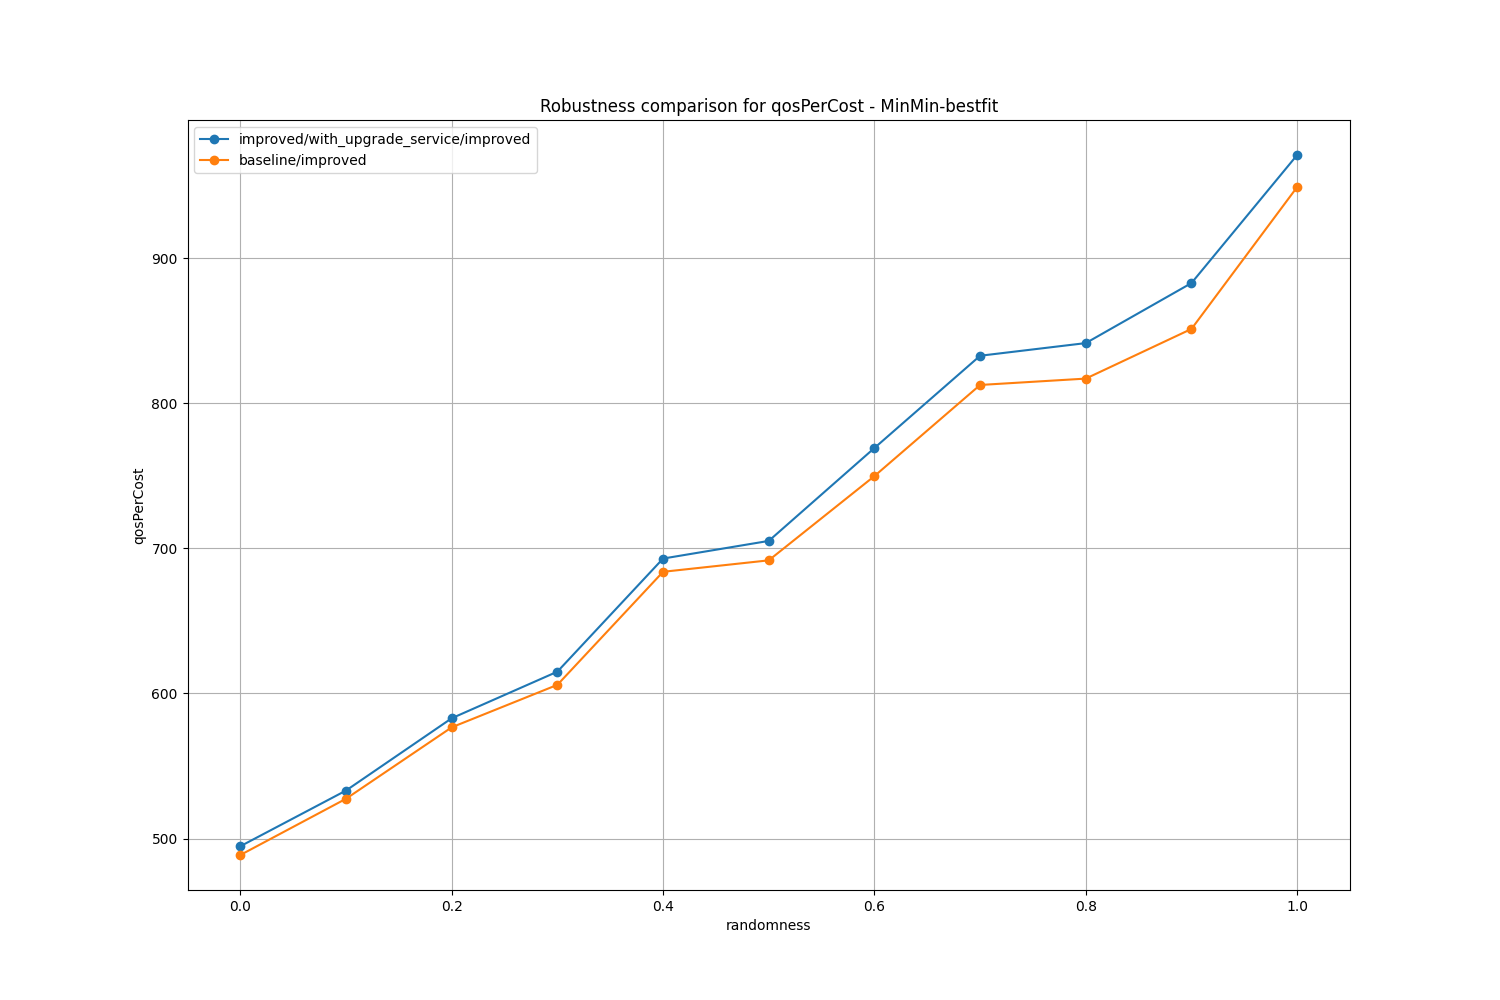 Robustness comparison for qosPerCost - MinMin-bestfit
improved/with_upgrade_service/improved
baseline/improved
qosPerCost
900
800
700
600
500
0.0 0.2 0.4 0.6 0.8 1.0
randomness